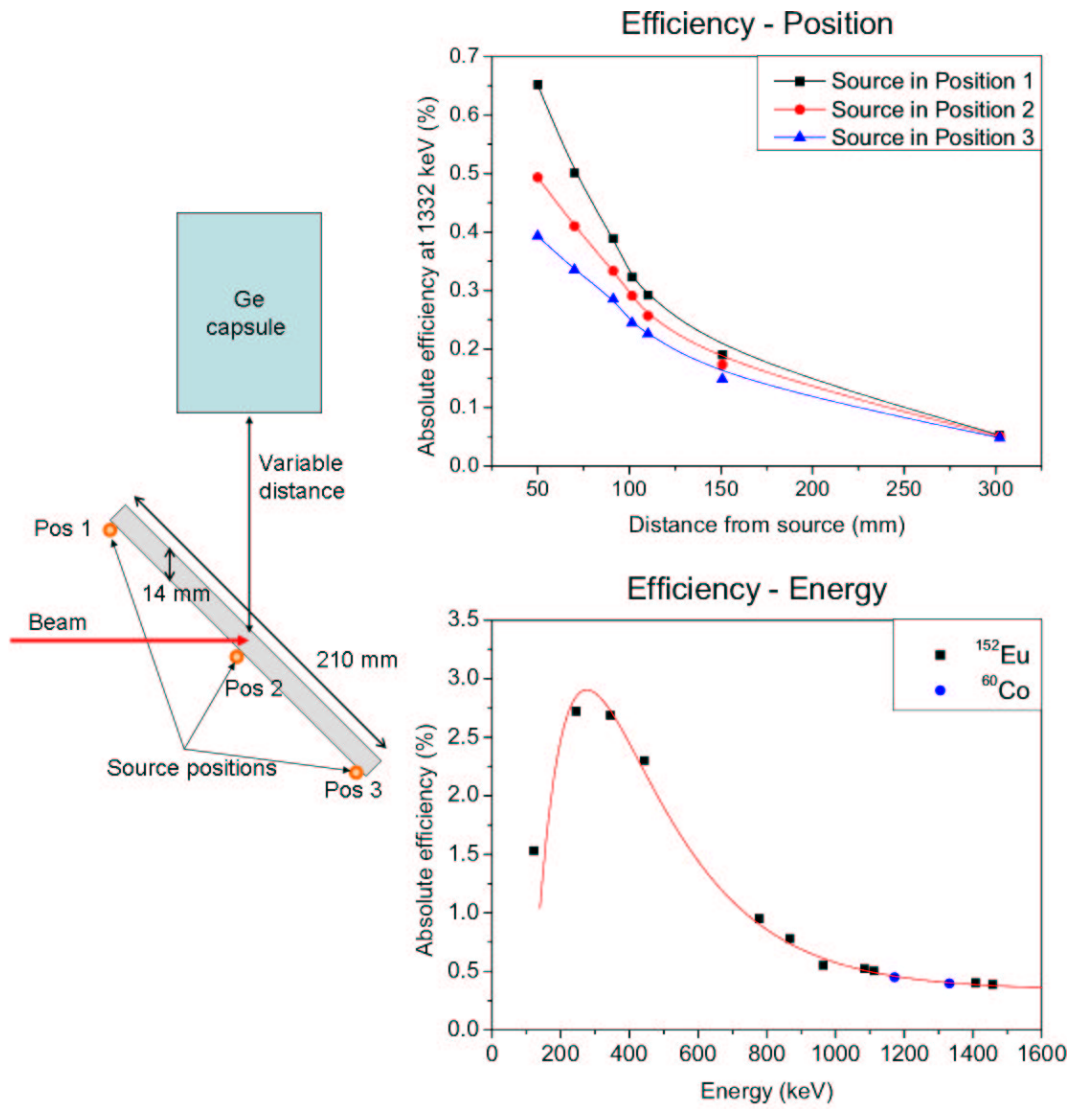 Efficiency - Position
Absolute efficiency at 1332 keV (%)
0.7
0.6
0.5
0.4
0.3
0.2
0.1
0.0
Source in Position 1
Source in Position 2
Source in Position 3
50
100
150
200
250
300
Distance from source (mm)
Ge
capsule
Variable
distance
Pos 1
14 mm
Beam
210 mm
Pos 2
Source positions
Pos 3
Efficiency - Energy
Absolute efficiency (%)
3.5
3.0
2.5
2.0
1.5
1.0
0.5
0.0
152Eu
60Co
0
200
400
600
800
1000
1200
1400
1600
Energy (keV)